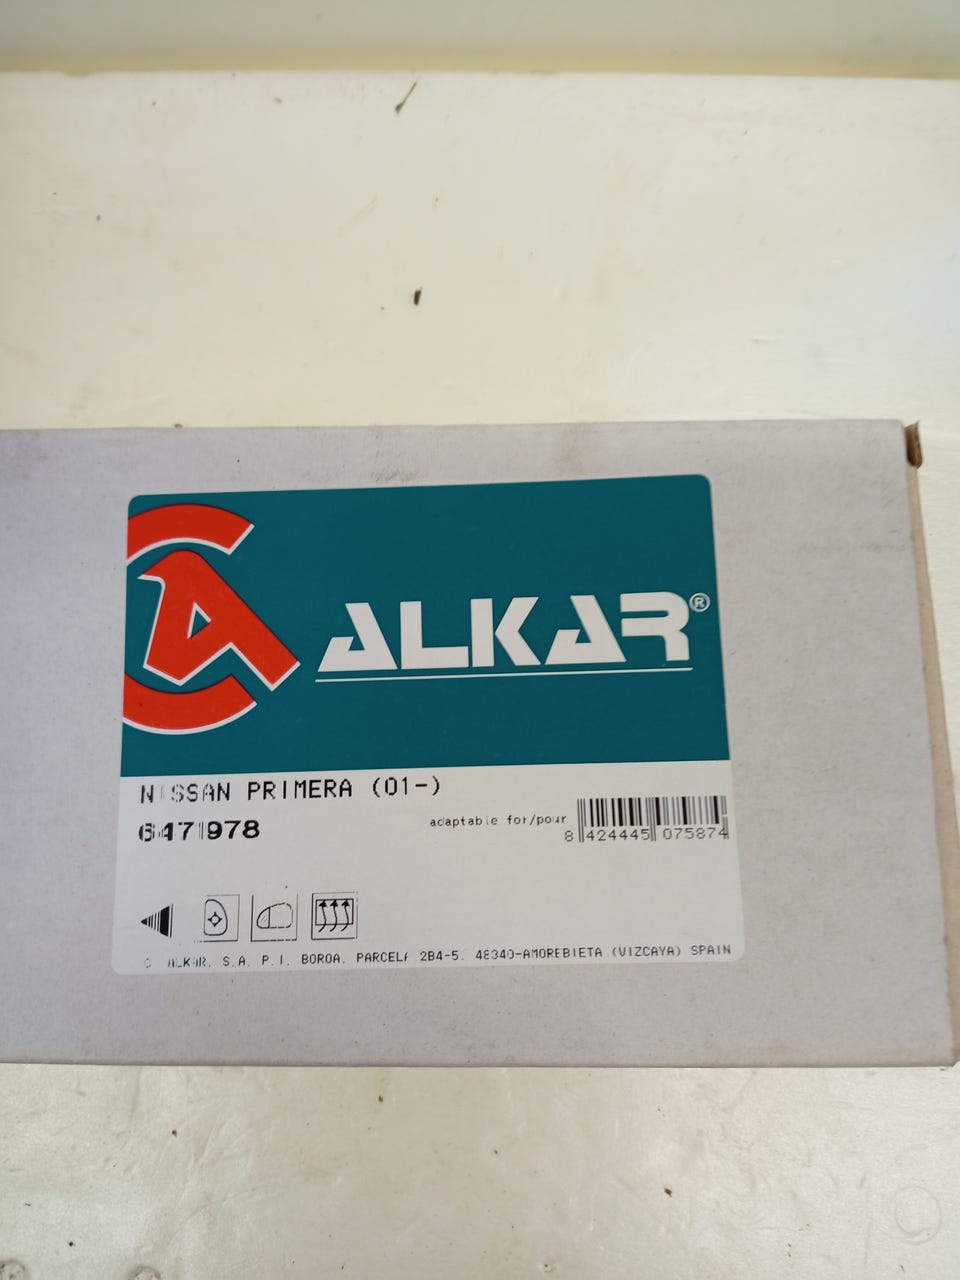 ALKAR®
NISSAN PRIMERA (01-)
6471978
adaptable for/pour
8 424445 075874
© ALKAR, S.A. P.I. BOROA. PARCELA 2B4-5. 48340-AMOREBIETA (VIZCAYA) SPAIN